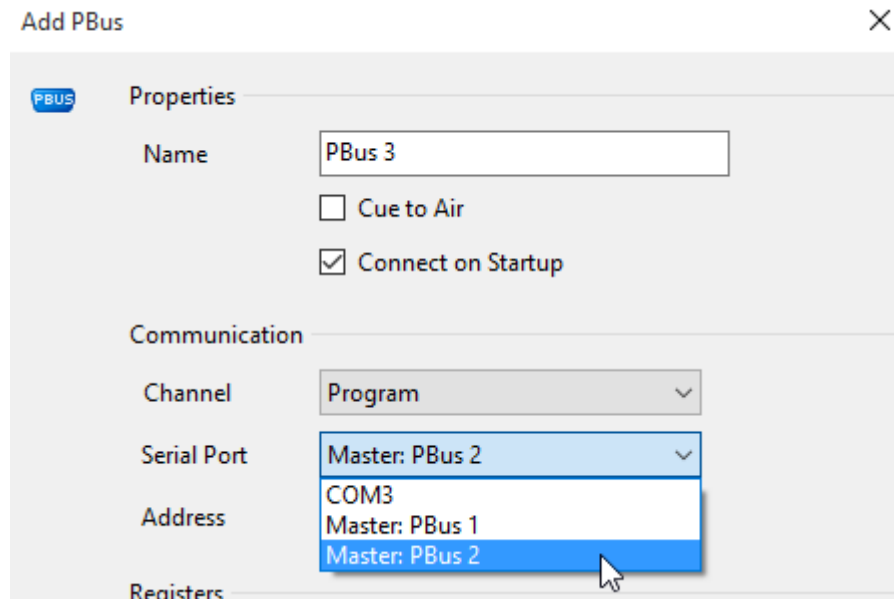 Add PBus
PBUS
Properties
Name
PBus 3
Cue to Air
Connect on Startup
Communication
Channel
Program
Serial Port
Master: PBus 2
COM3
Master: PBus 1
Master: PBus 2
Address
Registers